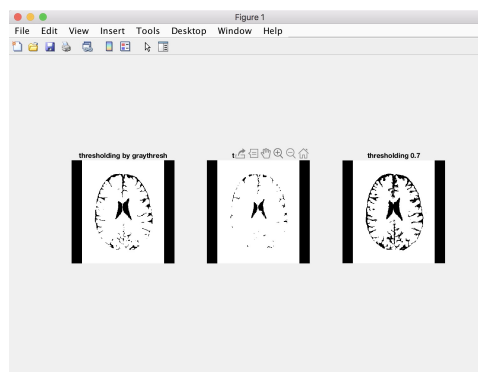 Figure 1
File Edit View Insert Tools Desktop Window Help
thresholding by graythresh
thresholding 0.7